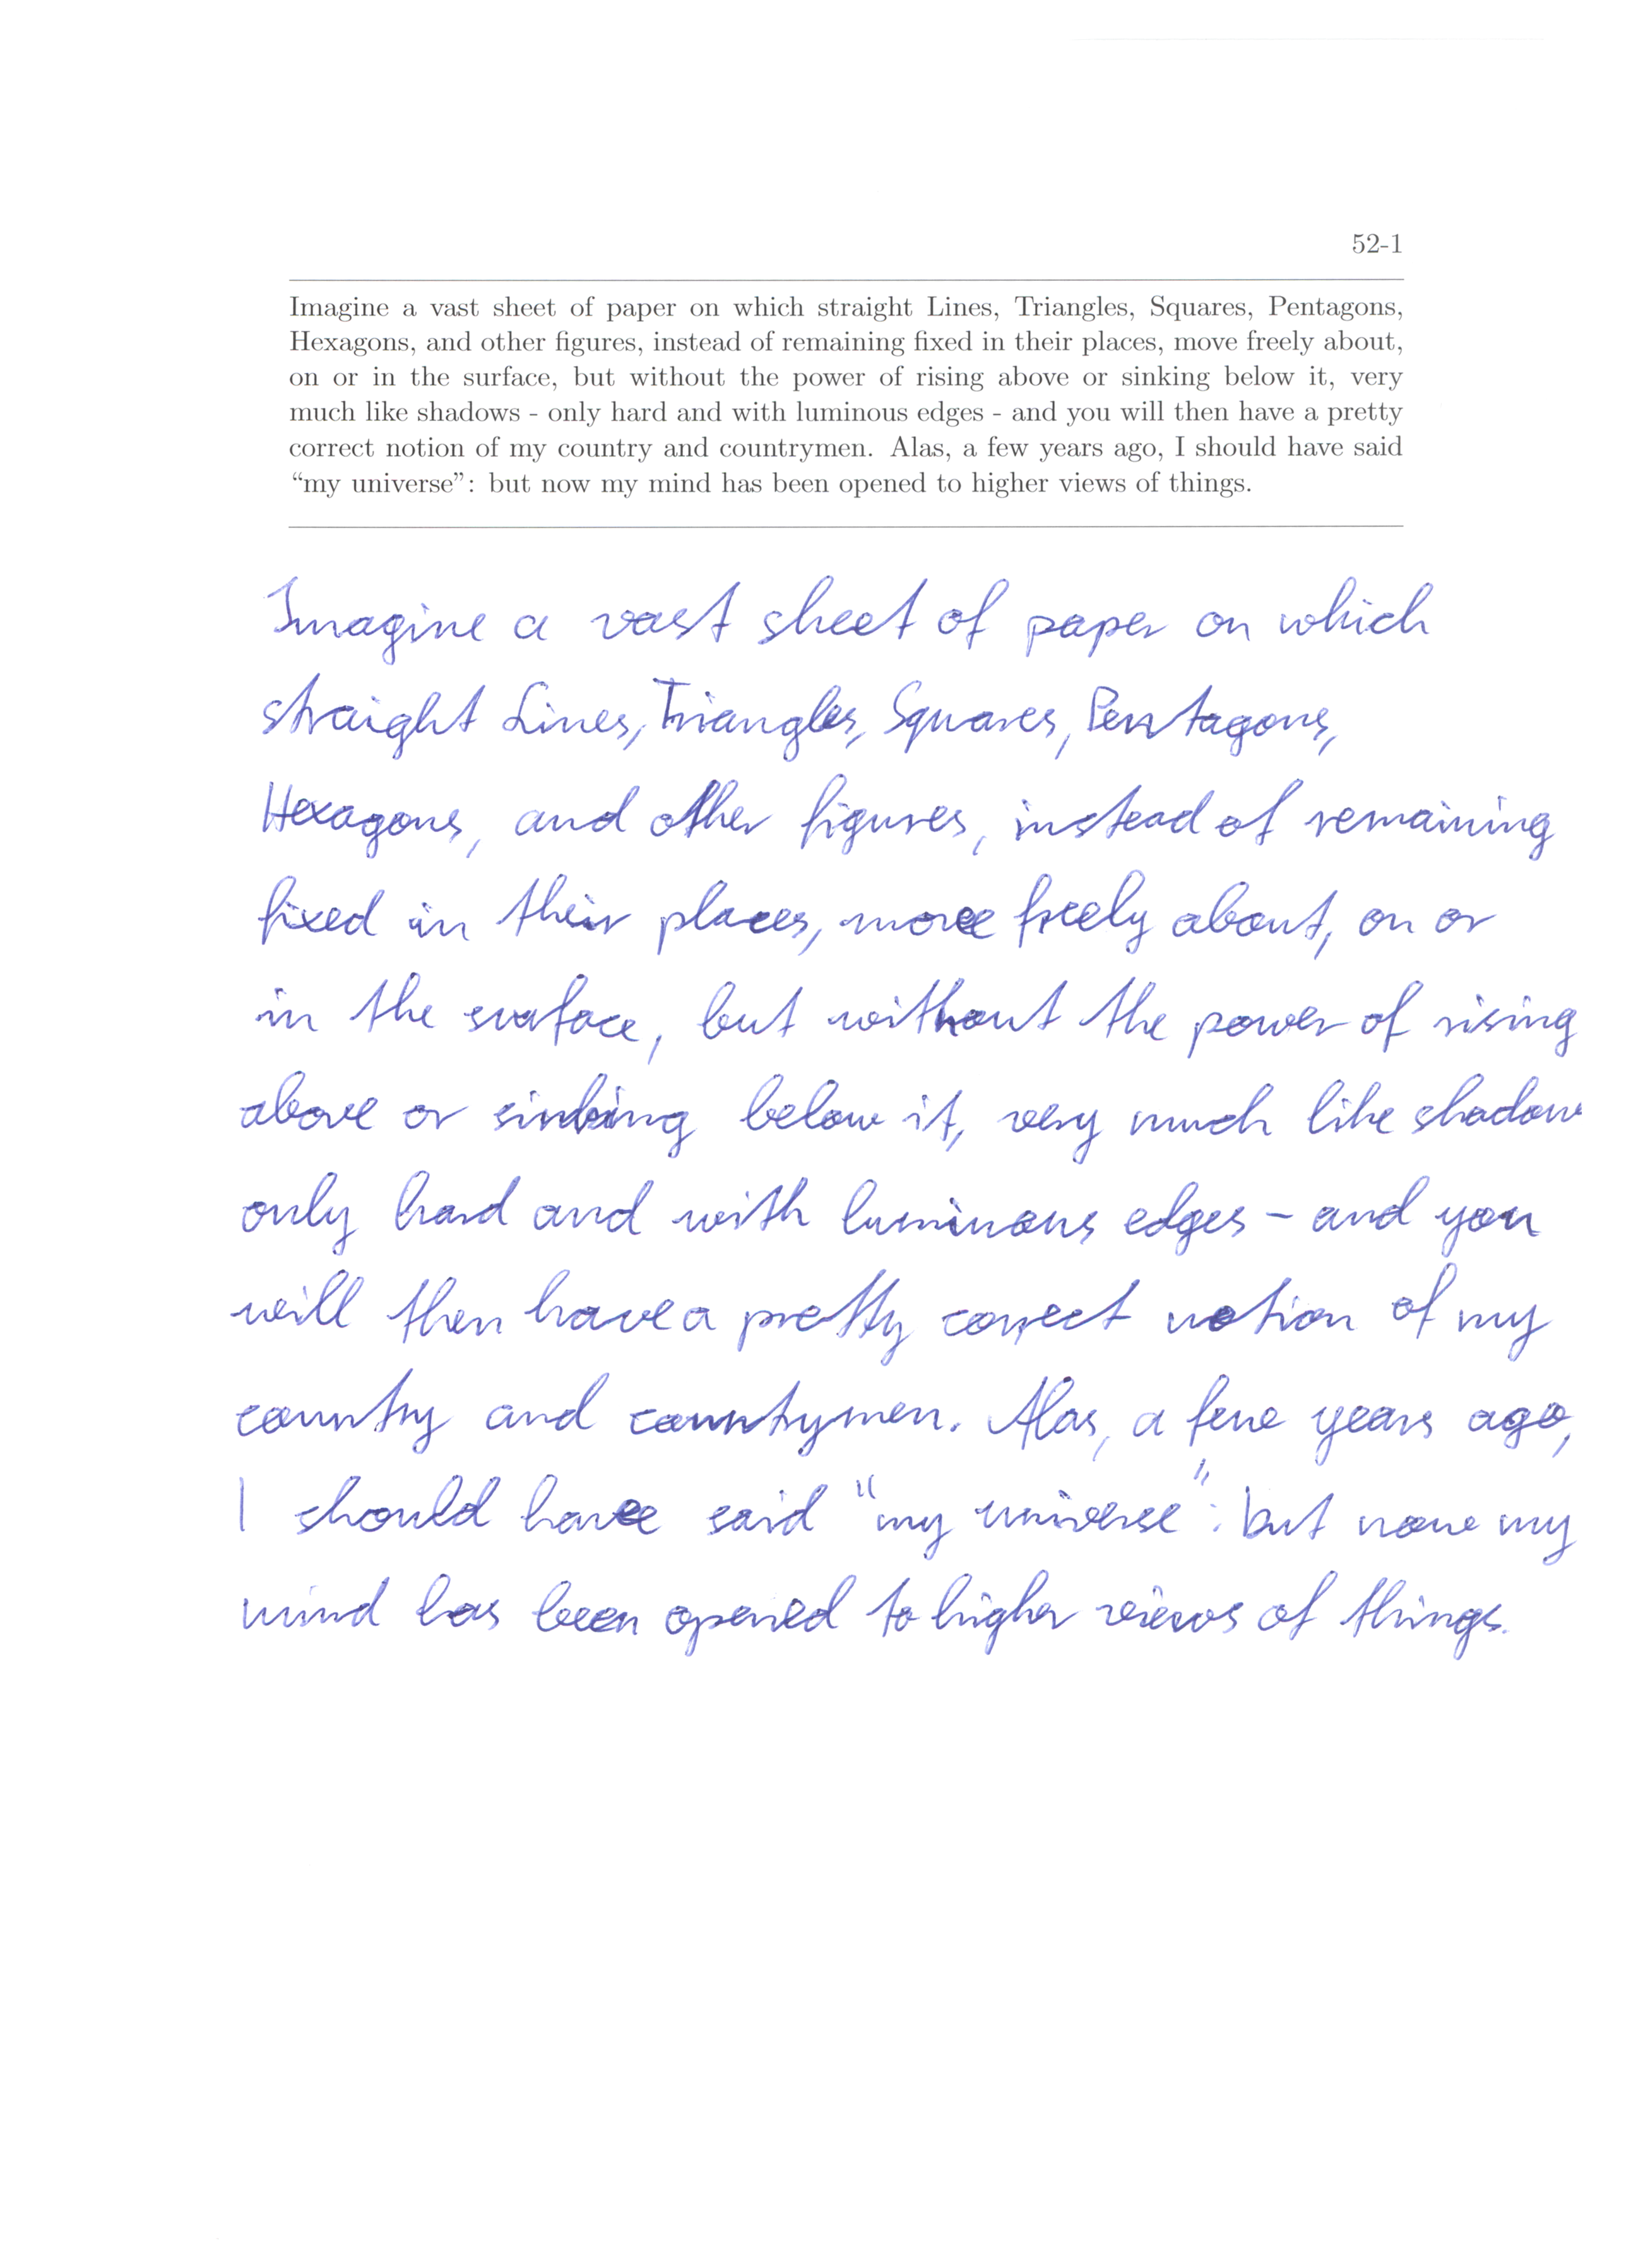 52-1
Imagine a vast sheet of paper on which straight Lines, Triangles, Squares, Pentagons,
Hexagons, and other figures, instead of remaining fixed in their places, move freely about,
on or in the surface, but without the power of rising above or sinking below it, very
much like shadows - only hard and with luminous edges - and you will then have a pretty
correct notion of my country and countrymen. Alas, a few years ago, I should have said
“my universe”: but now my mind has been opened to higher views of things.
Imagine a vast sheet of paper on which
straight Lines, Triangles, Squares, Pentagons,
Hexagons, and other figures, instead of remaining
fixed in their places, move freely about, on or
in the surface, but without the power of rising
above or sinking below it, very much like shadow
only hard and with luminous edges - and you
will then have a pretty correct notion of my
country and countrymen. Alas, a few years ago,
I should have said "my universe": but now my
mind has been opened to higher views of things.